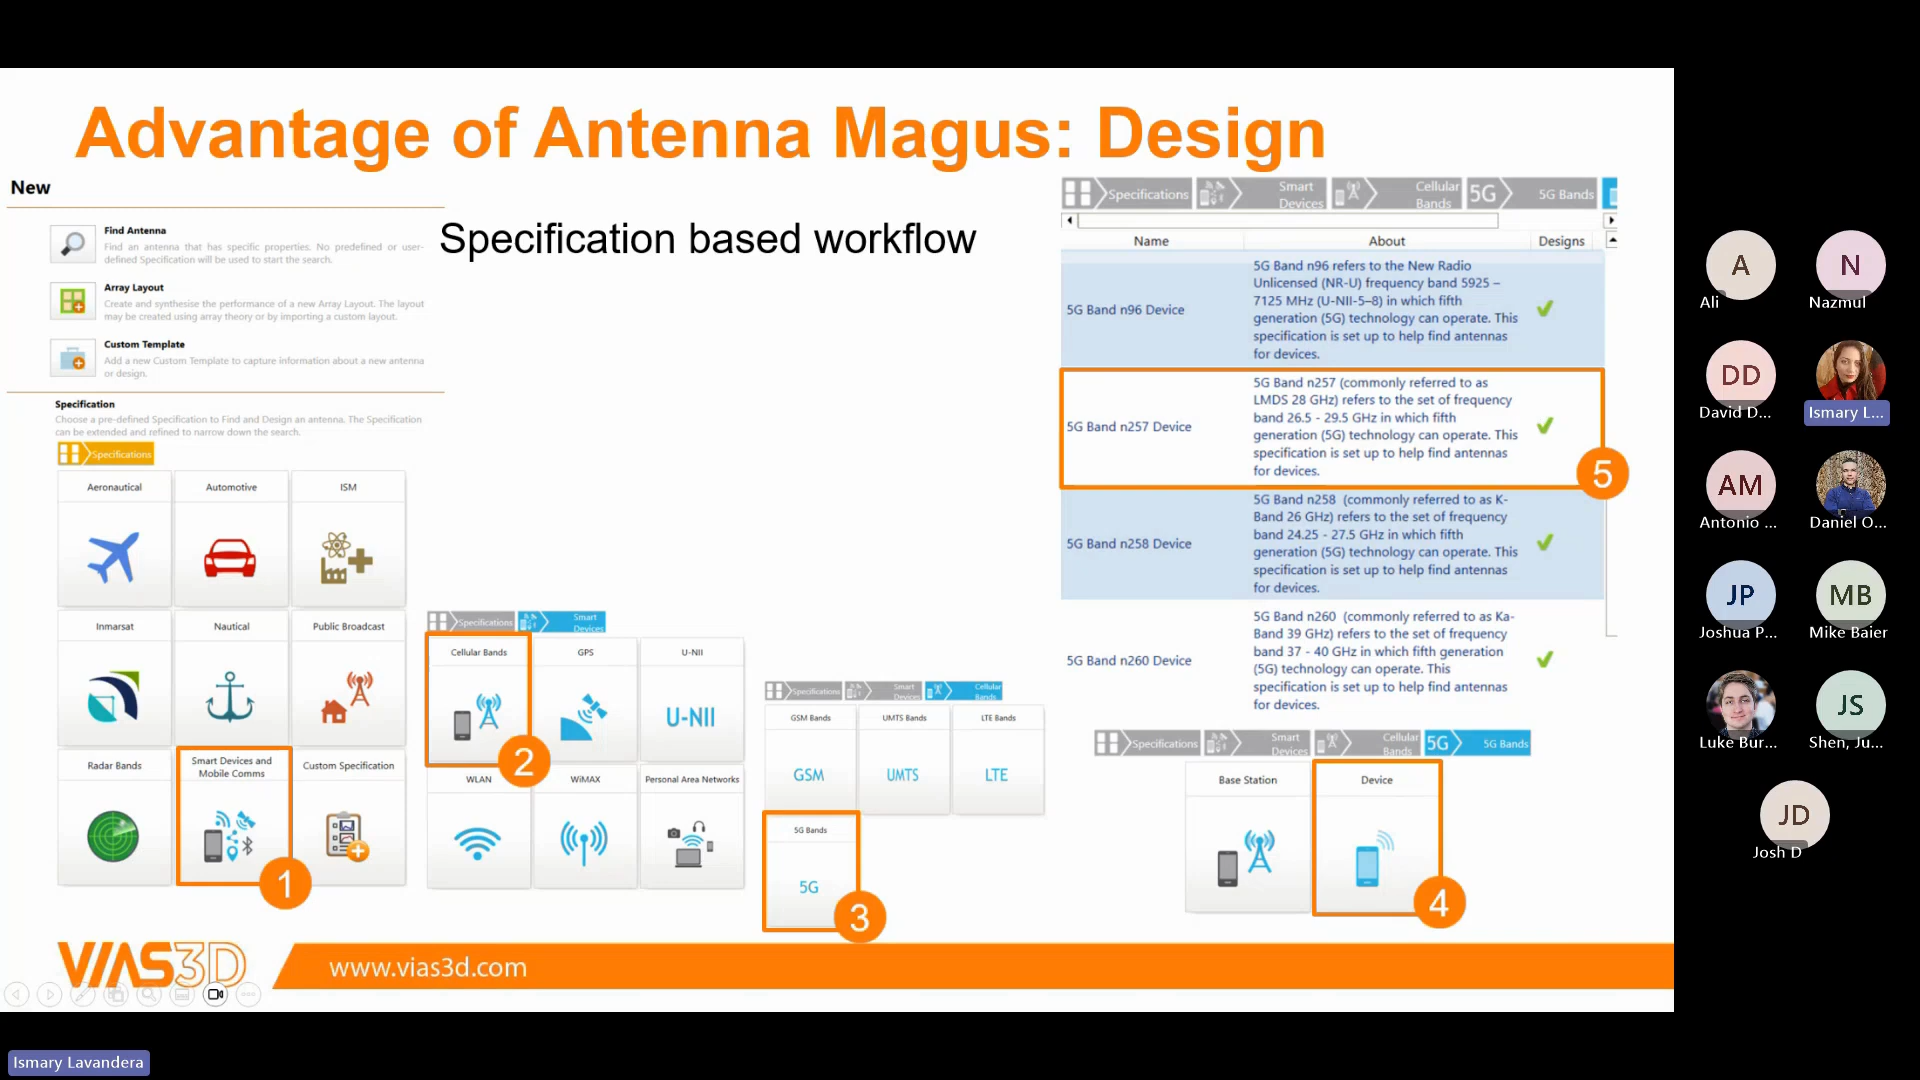 Advantage of Antenna Magus: Design
New
Find Antenna
Find an antenna that has specific properties. No predefined or user-
defined Specification will be used to start the search.
Array Layout
Create and synthesise the performance of a new Array Layout. The layout
may be created using array theory or by importing a custom layout.
Custom Template
Add a new Custom Template to capture information about a new antenna
or design.
Specification
Choose a pre-defined Specification to Find and Design an antenna. The Specification
can be extended and refined to narrow down the search.
Specifications
Aeronautical
Automotive
ISM
Inmarsat
Nautical
Public Broadcast
Radar Bands
Smart Devices and
Mobile Comms
Custom Specification
1
Specification based workflow
Specifications
Smart
Devices
Cellular Bands
GPS
U-NII
U-NII
2
WLAN
WiMAX
Personal Area Networks
Specifications
Smart
Devices
Cellular
Bands
GSM Bands
UMTS Bands
LTE Bands
GSM
UMTS
LTE
5G Bands
5G
3
Specifications
Smart
Devices
Cellular
Bands
5G
5G Bands
Name
About
Designs
5G Band n96 Device
5G Band n96 refers to the New Radio
Unlicensed (NR-U) frequency band 5925 –
7125 MHz (U-NII-5–8) in which fifth
generation (5G) technology can operate. This
specification is set up to help find antennas
for devices.
5G Band n257 Device
5G Band n257 (commonly referred to as
LMDS 28 GHz) refers to the set of frequency
band 26.5 - 29.5 GHz in which fifth
generation (5G) technology can operate. This
specification is set up to help find antennas
for devices.
5
5G Band n258 Device
5G Band n258 (commonly referred to as K-
Band 26 GHz) refers to the set of frequency
band 24.25 - 27.5 GHz in which fifth
generation (5G) technology can operate. This
specification is set up to help find antennas
for devices.
5G Band n260 Device
5G Band n260 (commonly referred to as Ka-
Band 39 GHz) refers to the set of frequency
band 37 - 40 GHz in which fifth generation
(5G) technology can operate. This
specification is set up to help find antennas
for devices.
Specifications
Smart
Devices
Cellular
Bands
5G
5G Bands
Base Station
Device
4
VIAS3D
www.vias3d.com
A
Ali
N
Nazmul
DD
David D...
Ismary L...
AM
Antonio ...
Daniel O...
JP
Joshua P...
MB
Mike Baier
Luke Bur...
JS
Shen, Ju...
JD
Josh D
Ismary Lavandera